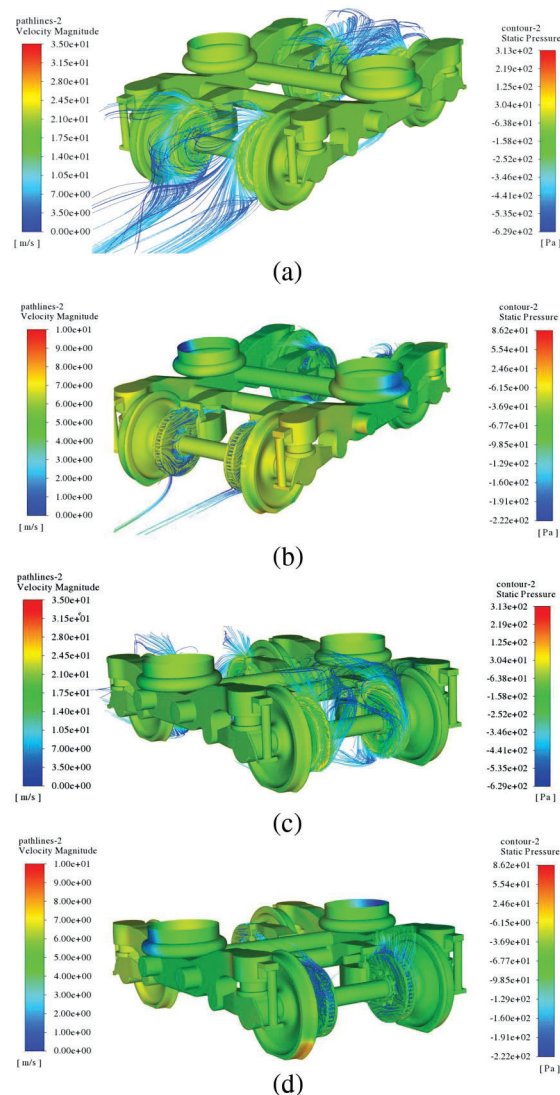 pathlines-2
Velocity Magnitude
3.50e+01
3.15e+01
2.80e+01
2.45e+01
2.10e+01
1.75e+01
1.40e+01
1.05e+01
7.00e+00
3.50e+00
0.00e+00
[ m/s ]
contour-2
Static Pressure
3.13e+02
2.19e+02
1.25e+02
3.04e+01
-6.38e+01
-1.58e+02
-2.52e+02
-3.46e+02
-4.41e+02
-5.35e+02
-6.29e+02
[ Pa ]
(a)
pathlines-2
Velocity Magnitude
1.00e+01
9.00e+00
8.00e+00
7.00e+00
6.00e+00
5.00e+00
4.00e+00
3.00e+00
2.00e+00
1.00e+00
0.00e+00
[ m/s ]
contour-2
Static Pressure
8.62e+01
5.54e+01
2.46e+01
-6.15e+00
-3.69e+01
-6.77e+01
-9.85e+01
-1.29e+02
-1.60e+02
-1.91e+02
-2.22e+02
[ Pa ]
(b)
pathlines-2
Velocity Magnitude
3.50e+01
3.15e+01
2.80e+01
2.45e+01
2.10e+01
1.75e+01
1.40e+01
1.05e+01
7.00e+00
3.50e+00
0.00e+00
[ m/s ]
contour-2
Static Pressure
3.13e+02
2.19e+02
1.25e+02
3.04e+01
-6.38e+01
-1.58e+02
-2.52e+02
-3.46e+02
-4.41e+02
-5.35e+02
-6.29e+02
[ Pa ]
(c)
pathlines-2
Velocity Magnitude
1.00e+01
9.00e+00
8.00e+00
7.00e+00
6.00e+00
5.00e+00
4.00e+00
3.00e+00
2.00e+00
1.00e+00
0.00e+00
[ m/s ]
contour-2
Static Pressure
8.62e+01
5.54e+01
2.46e+01
-6.15e+00
-3.69e+01
-6.77e+01
-9.85e+01
-1.29e+02
-1.60e+02
-1.91e+02
-2.22e+02
[ Pa ]
(d)